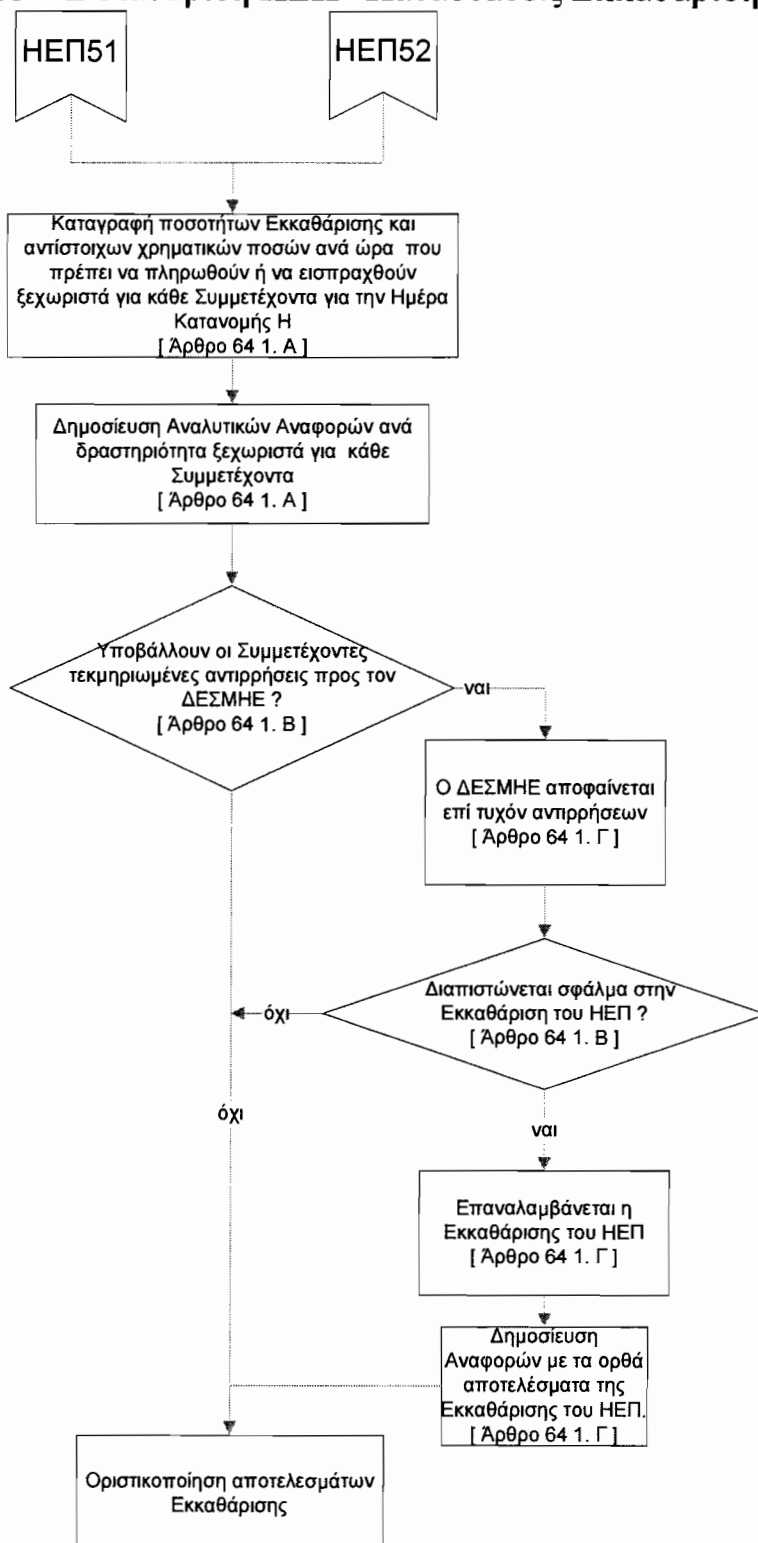 ΗΕΠ51
ΗΕΠ52
Καταγραφή ποσοτήτων Εκκαθάρισης και
αντίστοιχων χρηματικών ποσών ανά ώρα που
πρέπει να πληρωθούν ή να εισπραχθούν
ξεχωριστά για κάθε Συμμετέχοντα για την Ημέρα
Κατανομής Η
[ Άρθρο 64 1. Α ]
Δημοσίευση Αναλυτικών Αναφορών ανά
δραστηριότητα ξεχωριστά για κάθε
Συμμετέχοντα
[ Άρθρο 64 1. Α ]
Υποβάλλουν οι Συμμετέχοντες
τεκμηριωμένες αντιρρήσεις προς τον
ΔΕΣΜΗΕ ?
[ Άρθρο 64 1. Β ]
ναι
Ο ΔΕΣΜΗΕ αποφαίνεται
επί τυχόν αντιρρήσεων
[ Άρθρο 64 1. Γ ]
Διαπιστώνεται σφάλμα στην
Εκκαθάριση του ΗΕΠ ?
[ Άρθρο 64 1. Β ]
όχι
όχι
ναι
Επαναλαμβάνεται η
Εκκαθάρισης του ΗΕΠ
[ Άρθρο 64 1. Γ ]
Δημοσίευση
Αναφορών με τα ορθά
αποτελέσματα της
Εκκαθάρισης του ΗΕΠ.
[ Άρθρο 64 1. Γ ]
Οριστικοποίηση αποτελεσμάτων
Εκκαθάρισης